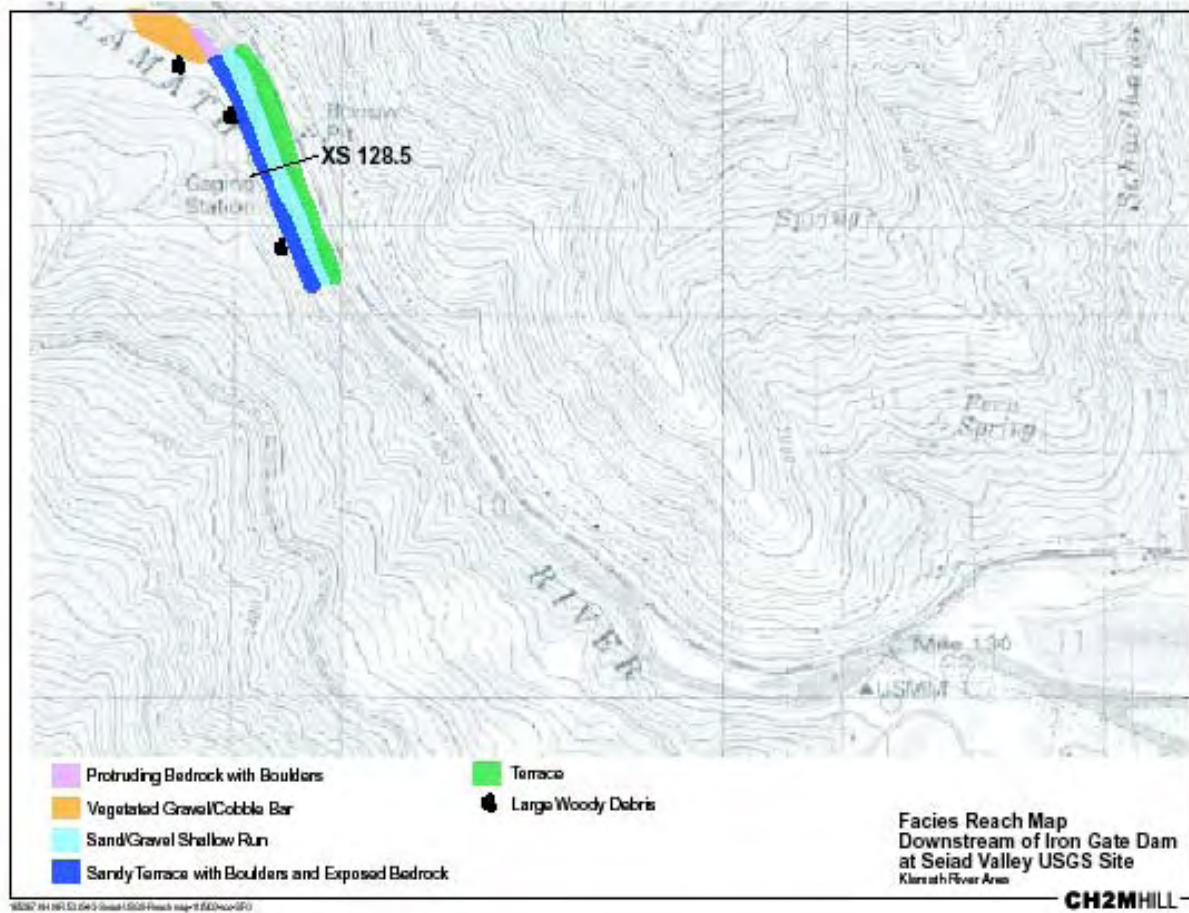 KLAMATH
Borrow
Pit
XS 128.5
Gaging
Station
Spring
Fern
Spring
RIVER
Mile 130
USMM
Protruding Bedrock with Boulders
Vegetated Gravel/Cobble Bar
Sand/Gravel Shallow Run
Sandy Terrace with Boulders and Exposed Bedrock
Terrace
Large Woody Debris
Facies Reach Map
Downstream of Iron Gate Dam
at Seiad Valley USGS Site
Klamath River Area
CH2MHILL